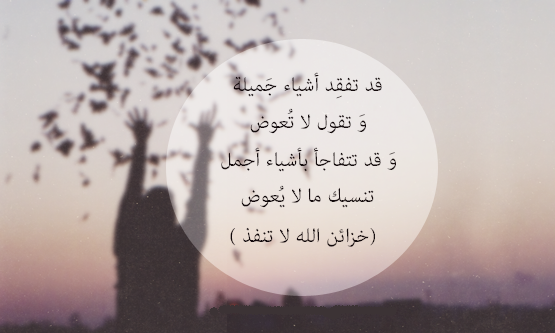 قد تفقِد أشياء جَميلة
وَ تقول لا تُعوض
وَ قد تتفاجأ بأشياء أجمل
تنسيك ما لا يُعوض
(خزائن الله لا تنفذ )